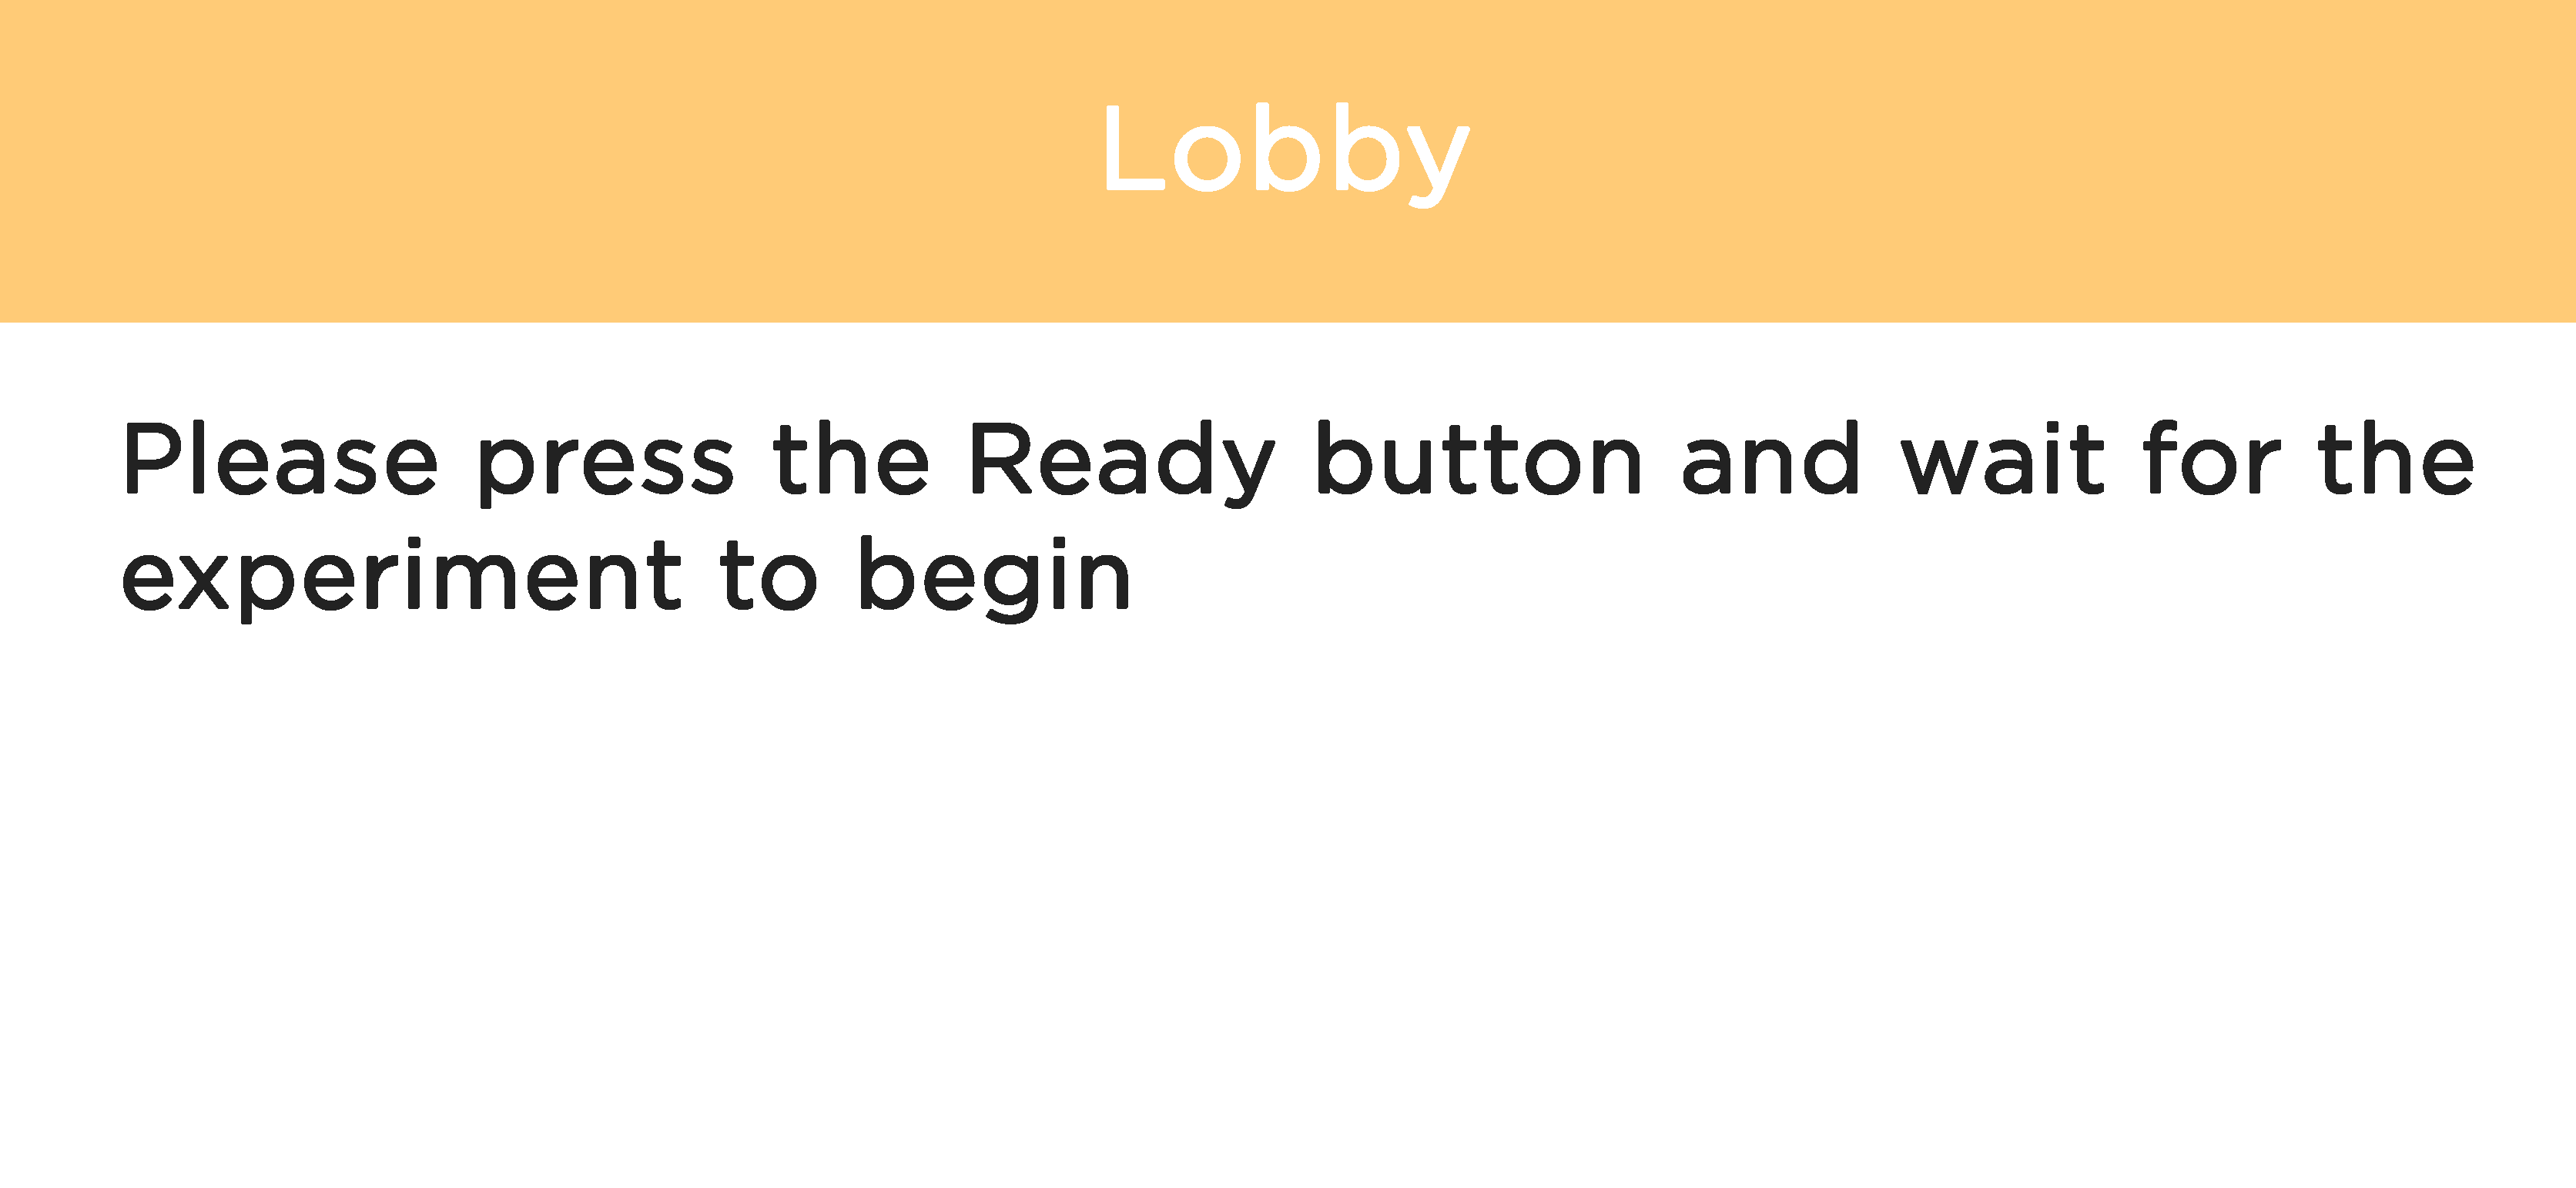 Lobby
Please press the Ready button and wait for the
experiment to begin